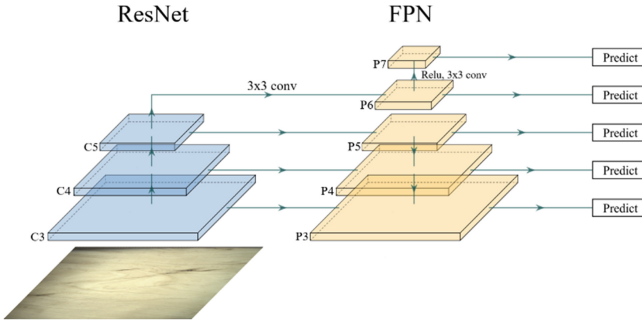 ResNet
FPN
P7
Predict
Relu, 3x3 conv
3x3 conv
P6
Predict
C5
P5
Predict
C4
P4
Predict
C3
P3
Predict